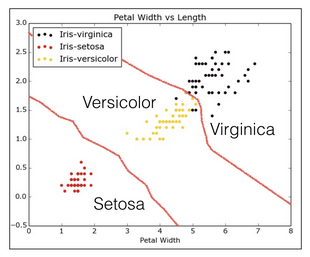 Petal Width vs Length
Iris-virginica
Iris-setosa
Iris-versicolor
Versicolor
Virginica
Setosa
3.0
2.5
2.0
1.5
1.0
0.5
0.0
−0.5
0 1 2 3 4 5 6 7 8
Petal Width